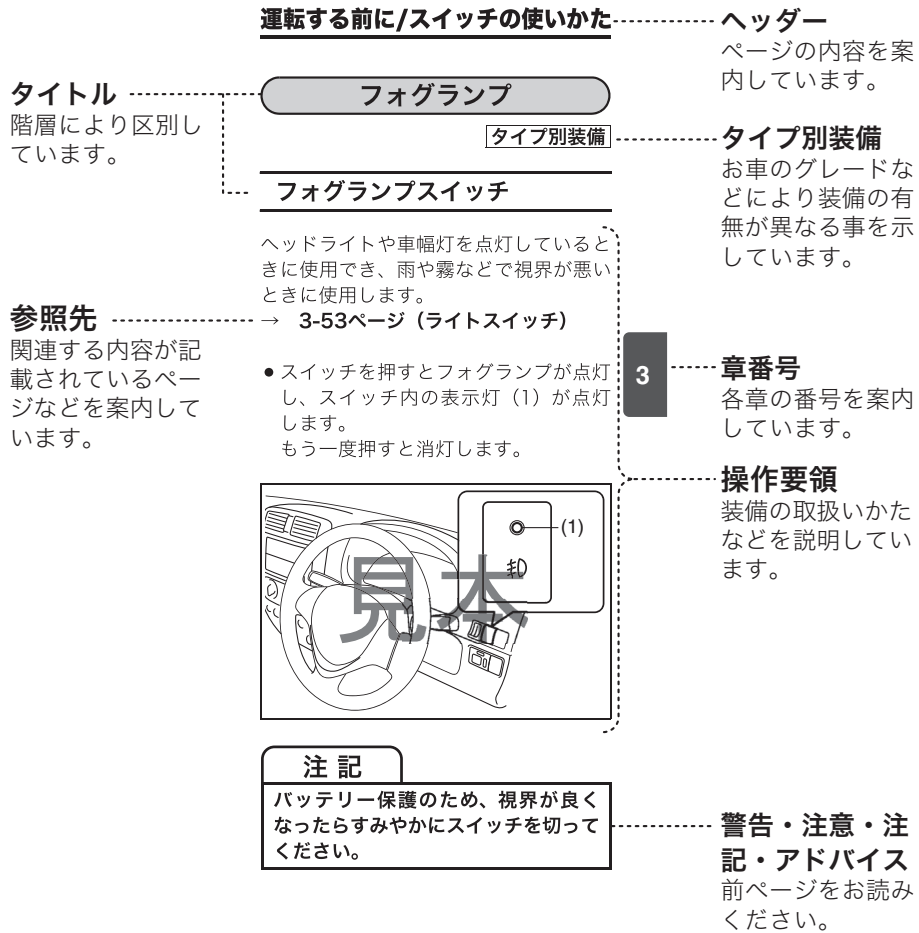 運転する前に/スイッチの使いかた
ヘッダー
ページの内容を案
内しています。
タイトル
階層により区別し
ています。
フォグランプ
タイプ別装備
タイプ別装備
お車のグレードな
どにより装備の有
無が異なる事を示
しています。
フォグランプスイッチ
ヘッドライトや車幅灯を点灯していると
きに使用でき、雨や霧などで視界が悪い
ときに使用します。
→ 3-53ページ（ライトスイッチ）
参照先
関連する内容が記
載されているペー
ジなどを案内して
います。
● スイッチを押すとフォグランプが点灯
し、スイッチ内の表示灯（1）が点灯
します。
もう一度押すと消灯します。
3
章番号
各章の番号を案内
しています。
操作要領
装備の取扱いかた
などを説明してい
ます。
(1)
見本
注 記
バッテリー保護のため、視界が良く
なったらすみやかにスイッチを切って
ください。
警告・注意・注
記・アドバイス
前ページをお読み
ください。